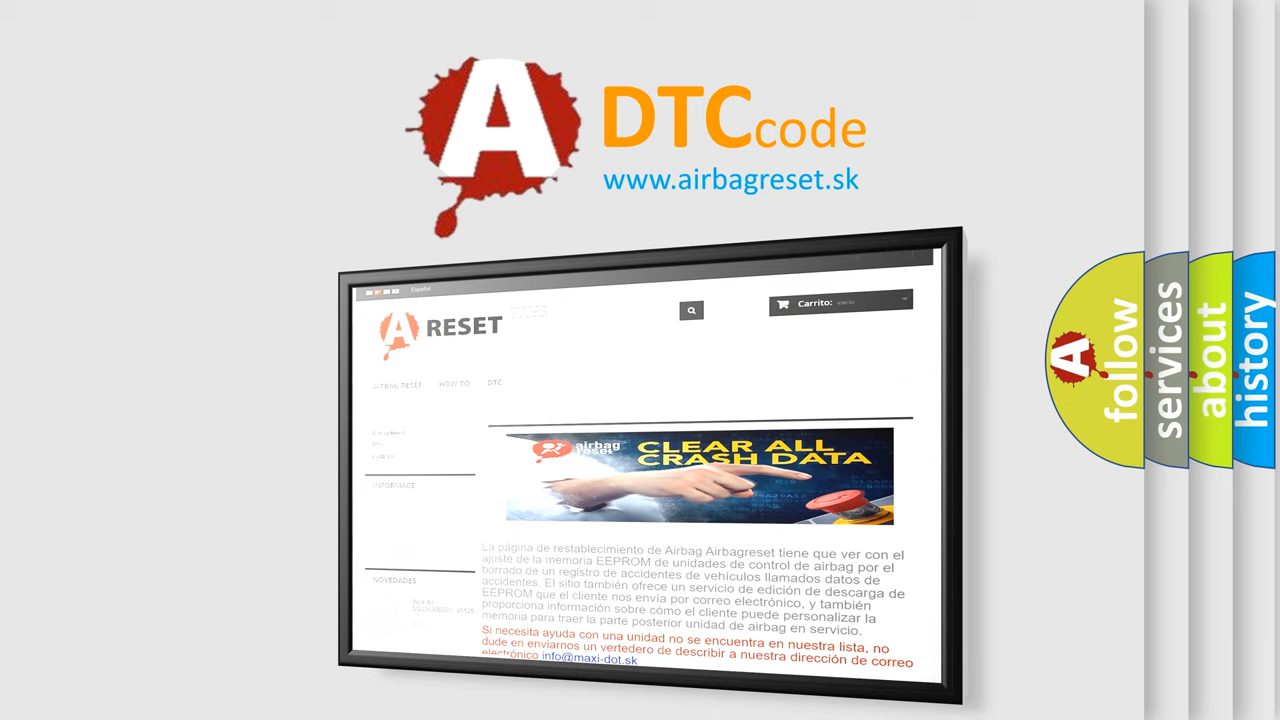 A DTCcode
www.airbagreset.sk
Español
A RESET
Carrito: vacío
AIRBAG RESET HOW TO DTC
INFORMACE
NOVEDADES
airbag
reset
CLEAR ALL
CRASH DATA
La página de restablecimiento de Airbag Airbagreset tiene que ver con el
ajuste de la memoria EEPROM de unidades de control de airbag por el
borrado de un registro de accidentes de vehículos llamados datos de
accidentes. El sitio también ofrece un servicio de edición de descarga de
EEPROM que el cliente nos envía por correo electrónico, y también
proporciona información sobre cómo el cliente puede personalizar la
memoria para traer la parte posterior unidad de airbag en servicio.
Si necesita ayuda con una unidad no se encuentra en nuestra lista, no
dude en enviarnos un vertedero de describir a nuestra dirección de correo
electrónico info@maxi-dot.sk
A follow
services
about
history